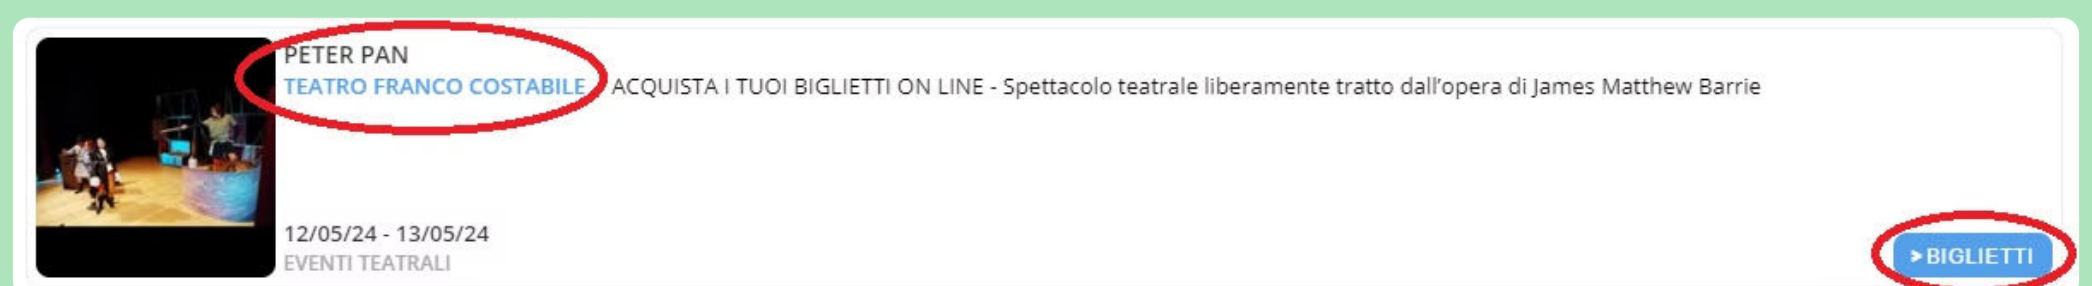 PETER PAN
TEATRO FRANCO COSTABILE ACQUISTA I TUOI BIGLIETTI ON LINE - Spettacolo teatrale liberamente tratto dall'opera di James Matthew Barrie
12/05/24 - 13/05/24
EVENTI TEATRALI
>BIGLIETTI